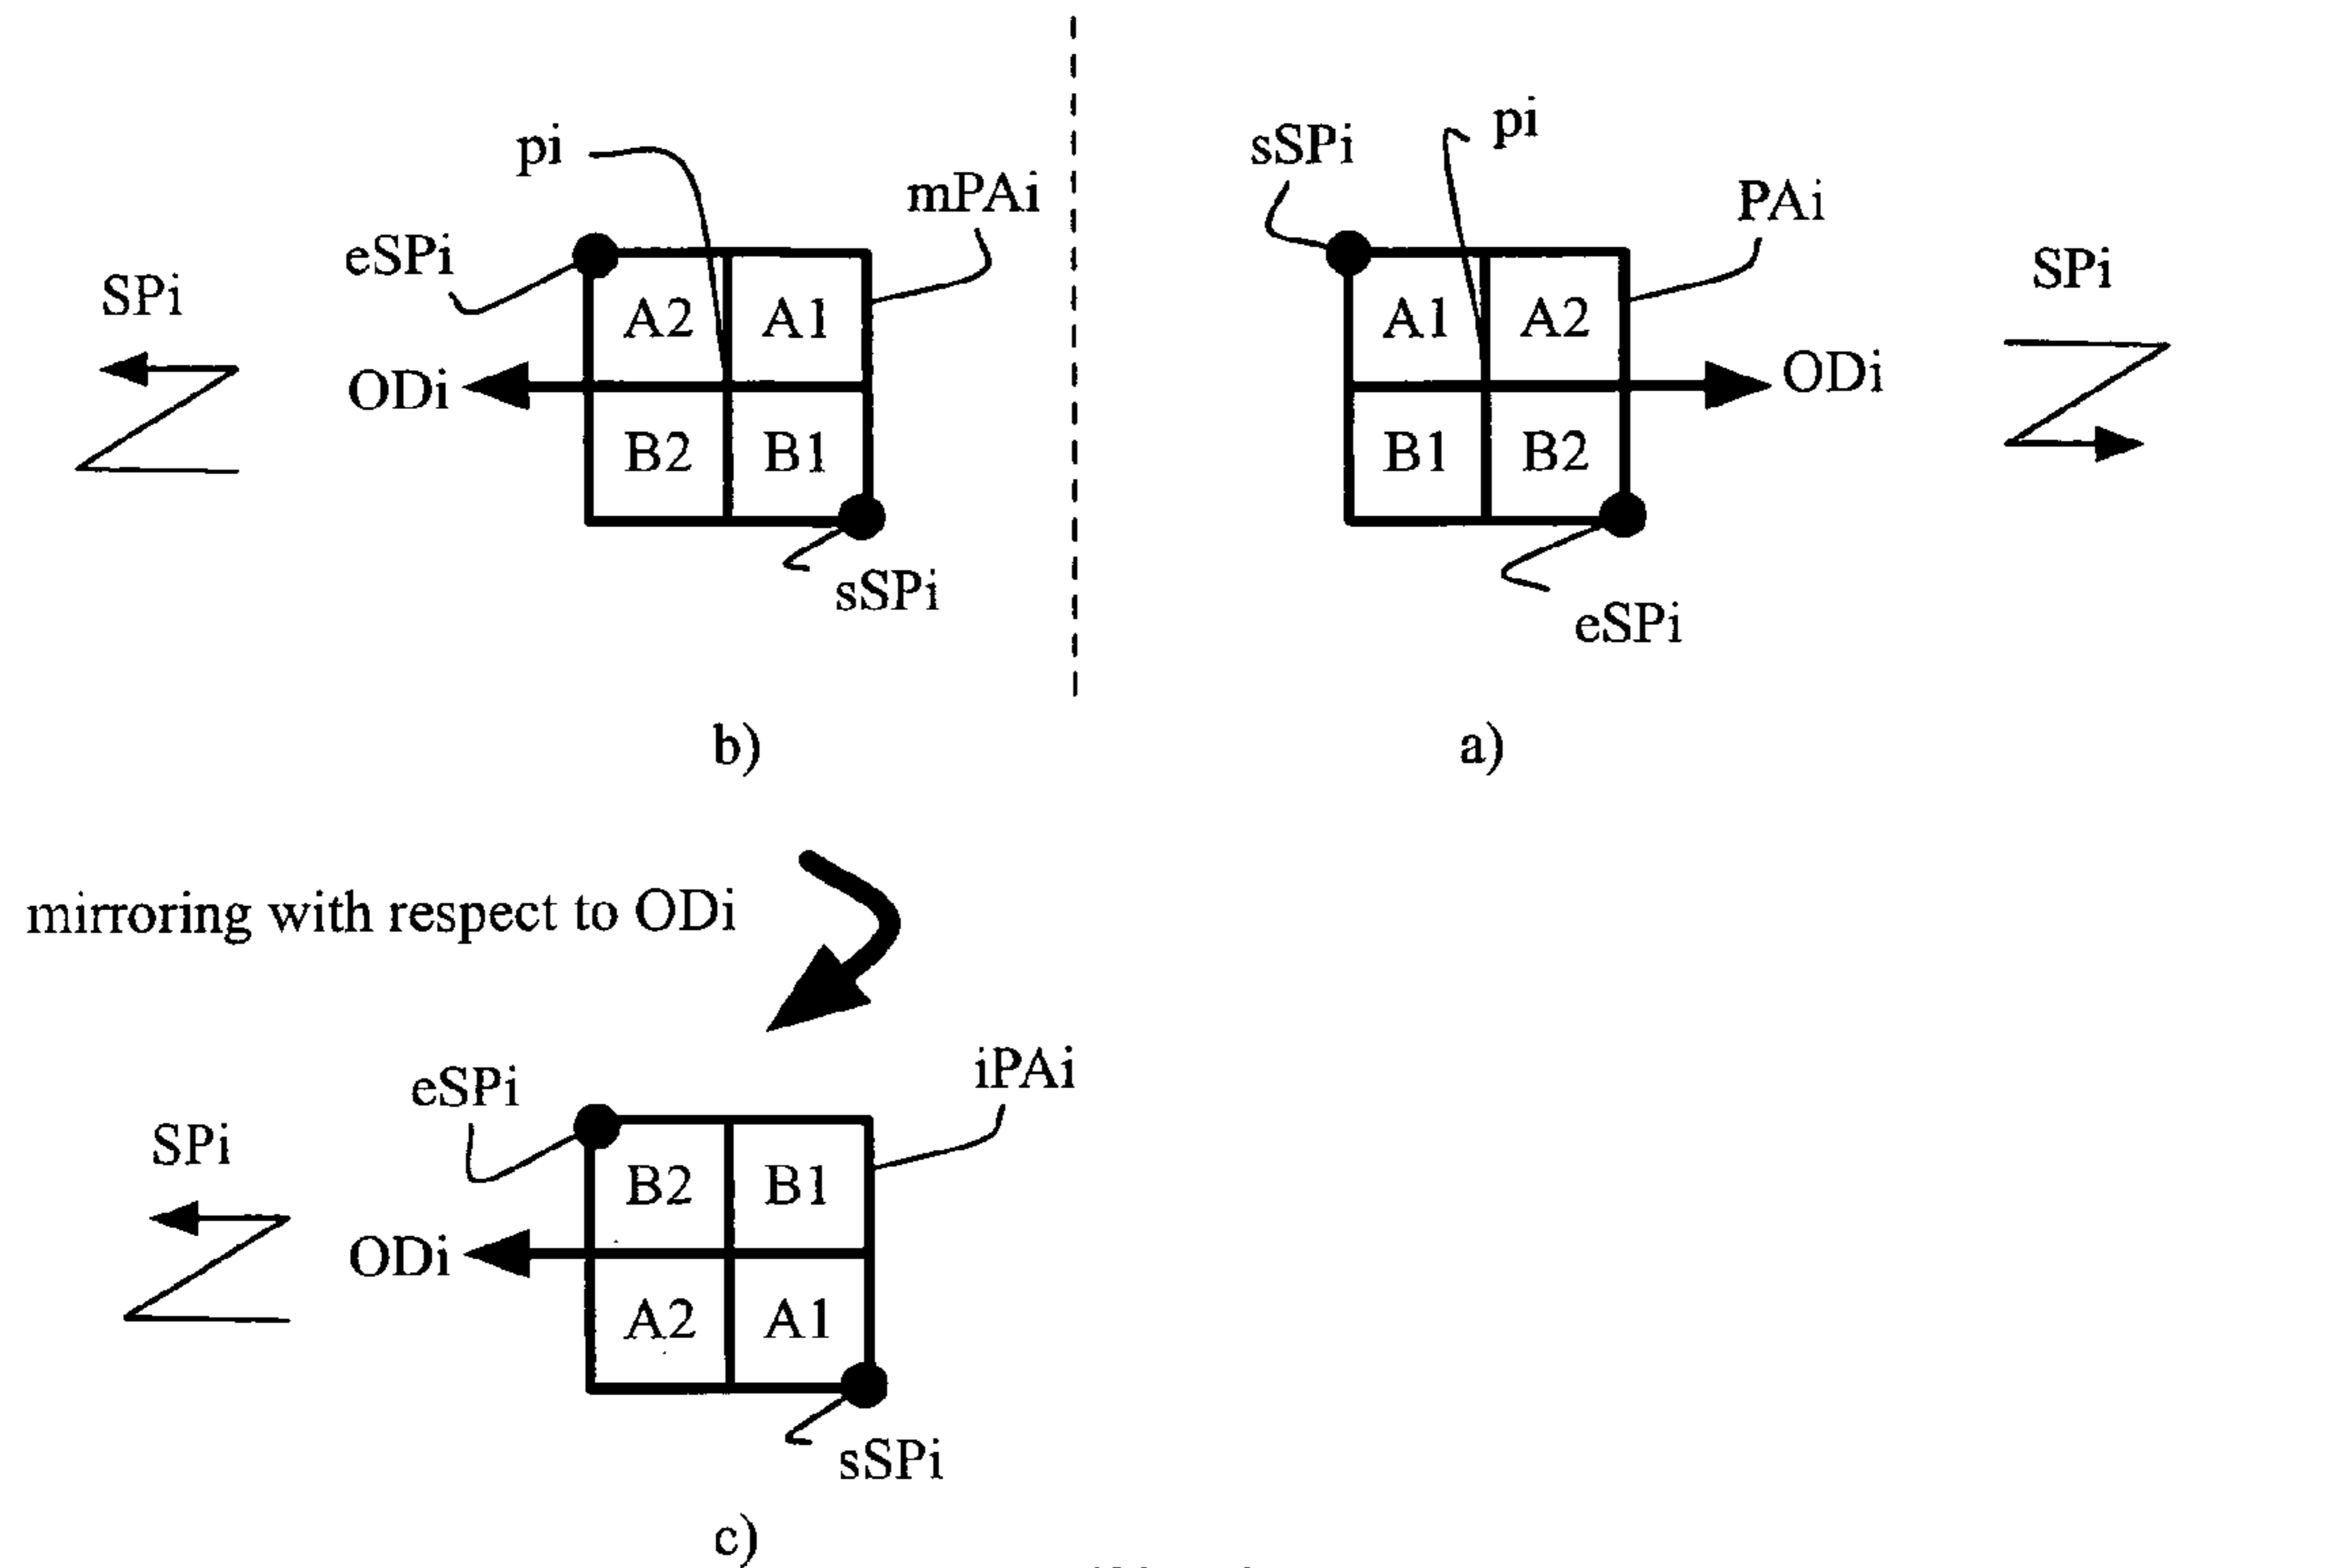 pi
mPAi
eSPi
SPi
A2 A1
ODi
B2 B1
sSPi
b)
sSPi
pi
PAi
SPi
A1 A2
ODi
B1 B2
eSPi
a)
mirroring with respect to ODi
iPAi
eSPi
SPi
B2 B1
ODi
A2 A1
sSPi
c)